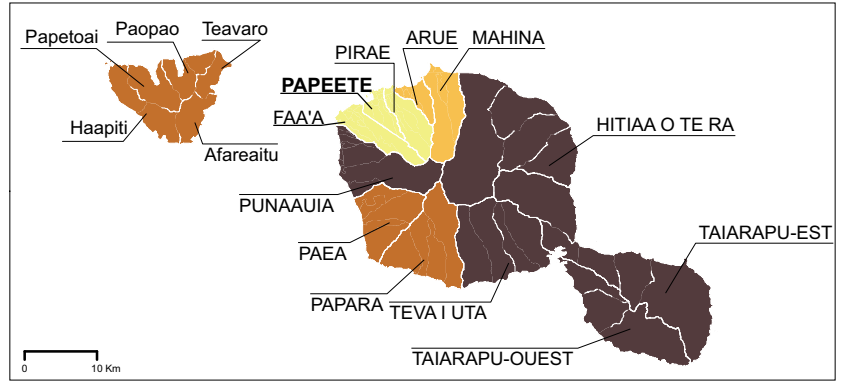 Papetoai
Paopao
Teavaro
Haapiti
Afareaitu
ARUE
MAHINA
PIRAE
PAPEETE
FAA'A
HITIAA O TE RA
PUNAAUIA
TAIARAPU-EST
PAEA
PAPARA
TEVA I UTA
TAIARAPU-OUEST
0 10 Km